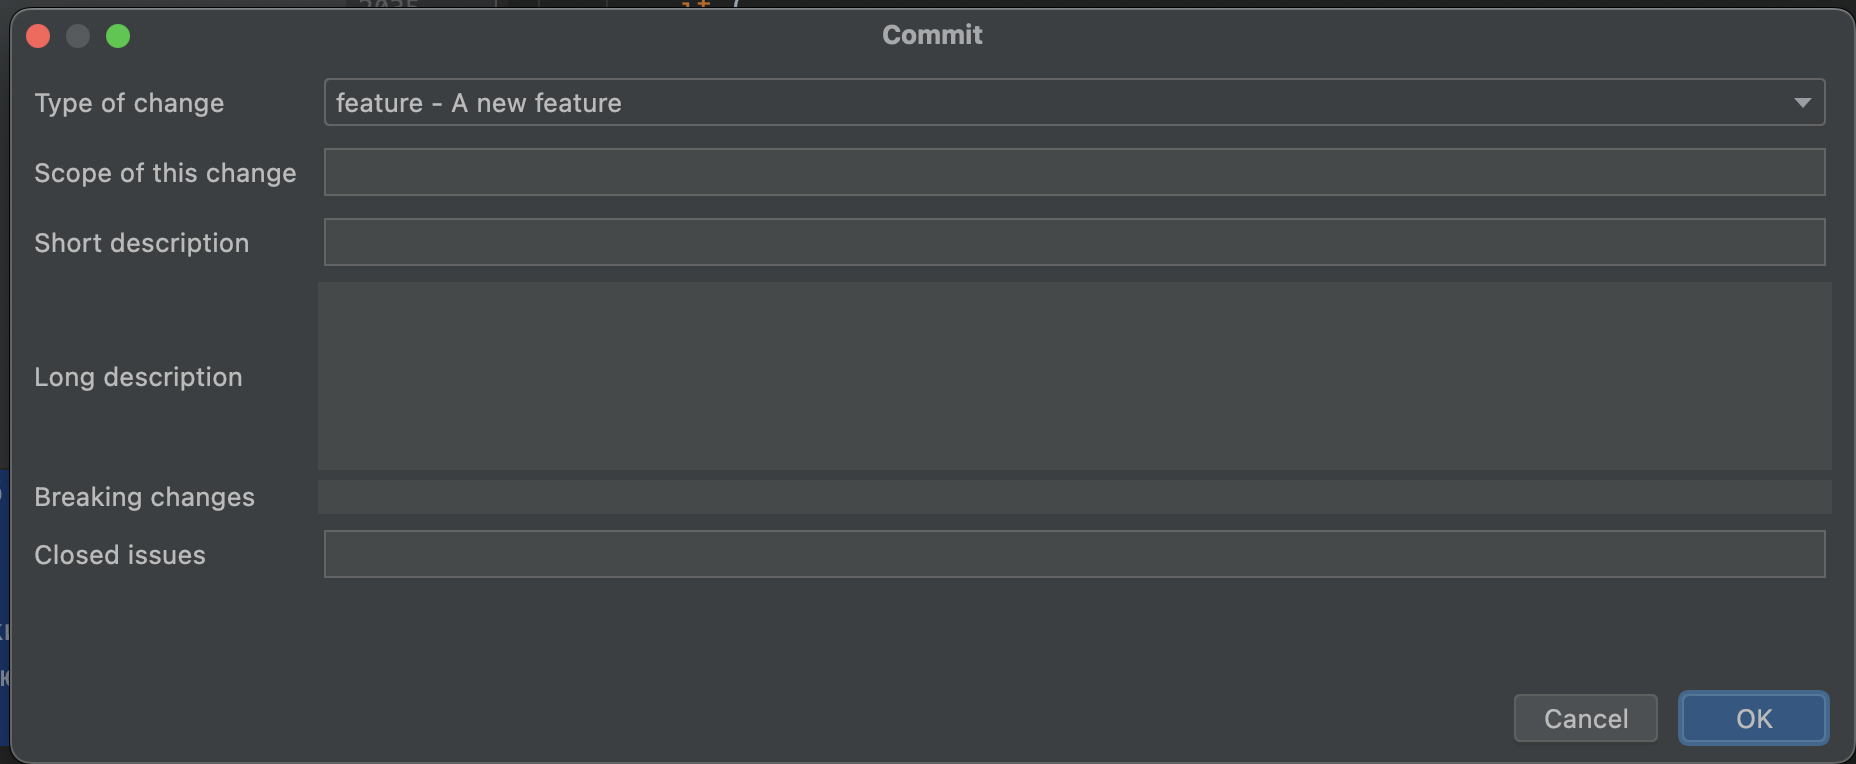 Commit
Type of change
feature - A new feature
Scope of this change
Short description
Long description
Breaking changes
Closed issues
Cancel
OK